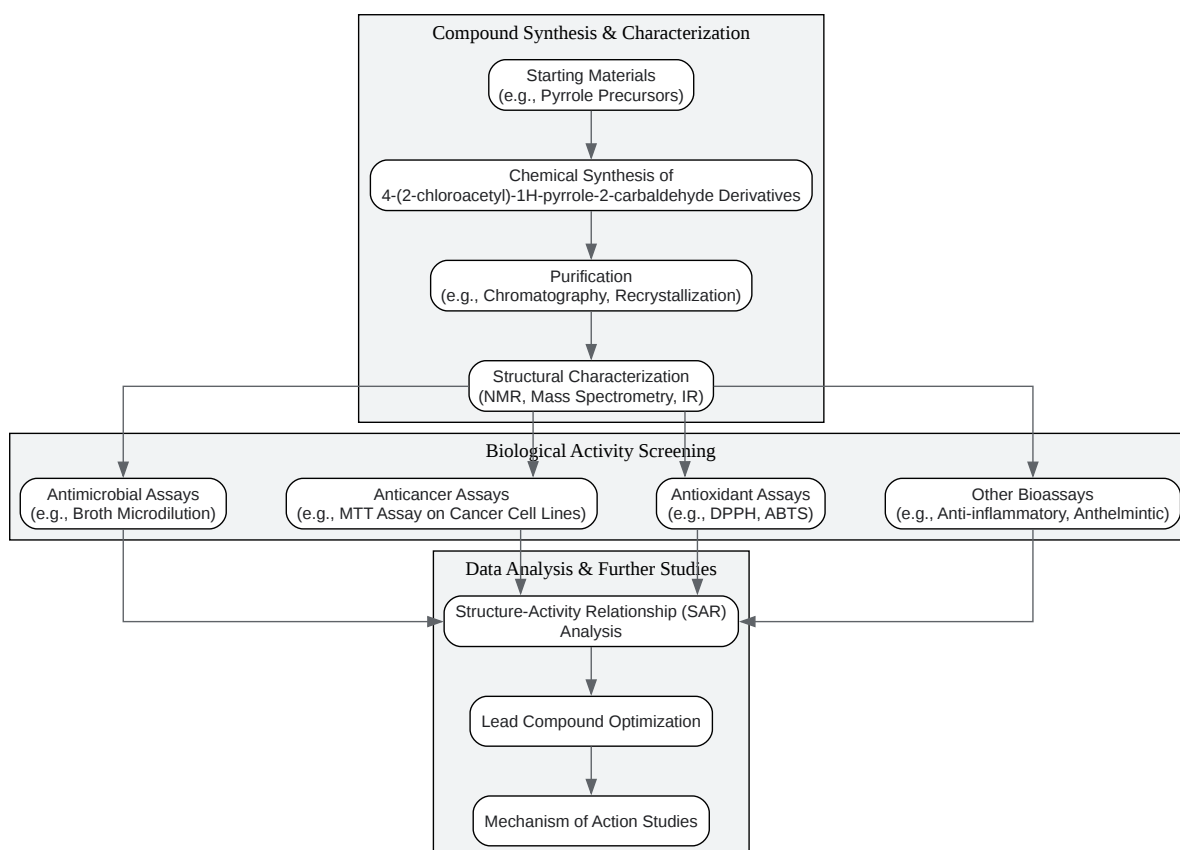 Compound Synthesis & Characterization
Starting Materials
(e.g., Pyrrole Precursors)
Chemical Synthesis of
4-(2-chloroacetyl)-1H-pyrrole-2-carbaldehyde Derivatives
Purification
(e.g., Chromatography, Recrystallization)
Structural Characterization
(NMR, Mass Spectrometry, IR)
Biological Activity Screening
Antimicrobial Assays
(e.g., Broth Microdilution)
Anticancer Assays
(e.g., MTT Assay on Cancer Cell Lines)
Antioxidant Assays
(e.g., DPPH, ABTS)
Other Bioassays
(e.g., Anti-inflammatory, Anthelmintic)
Data Analysis & Further Studies
Structure-Activity Relationship (SAR)
Analysis
Lead Compound Optimization
Mechanism of Action Studies